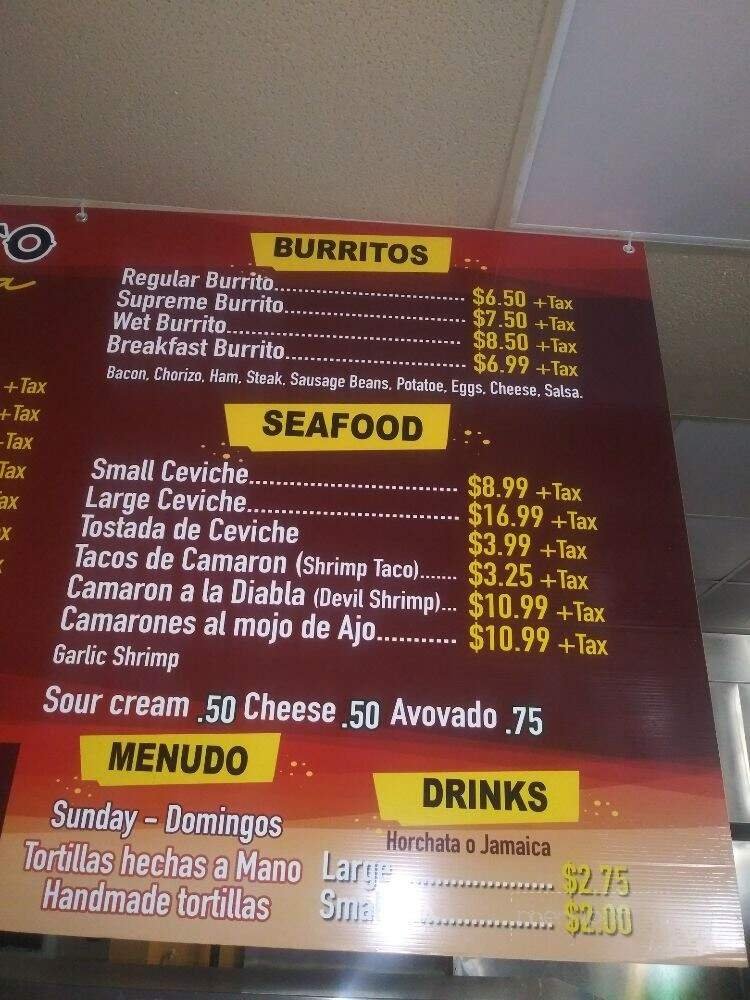 BURRITOS
Regular Burrito........................ $6.50 +Tax
Supreme Burrito........................ $7.50 +Tax
Wet Burrito........................ $8.50 +Tax
Breakfast Burrito........................ $6.99 +Tax
Bacon, Chorizo, Ham, Steak, Sausage Beans, Potatoe, Eggs, Cheese, Salsa.
+Tax
+Tax
-Tax
Tax
SEAFOOD
Small Ceviche........................ $8.99 +Tax
Large Ceviche........................ $16.99 +Tax
Tostada de Ceviche $3.99 +Tax
Tacos de Camaron (Shrimp Taco)....... $3.25 +Tax
Camaron a la Diabla (Devil Shrimp)... $10.99 +Tax
Camarones al mojo de Ajo........... $10.99 +Tax
Garlic Shrimp
Sour cream .50 Cheese .50 Avovado .75
MENUDO
Sunday - Domingos
Tortillas hechas a Mano
Handmade tortillas
DRINKS
Horchata o Jamaica
Large.................. $2.75
Sma.................. $2.00